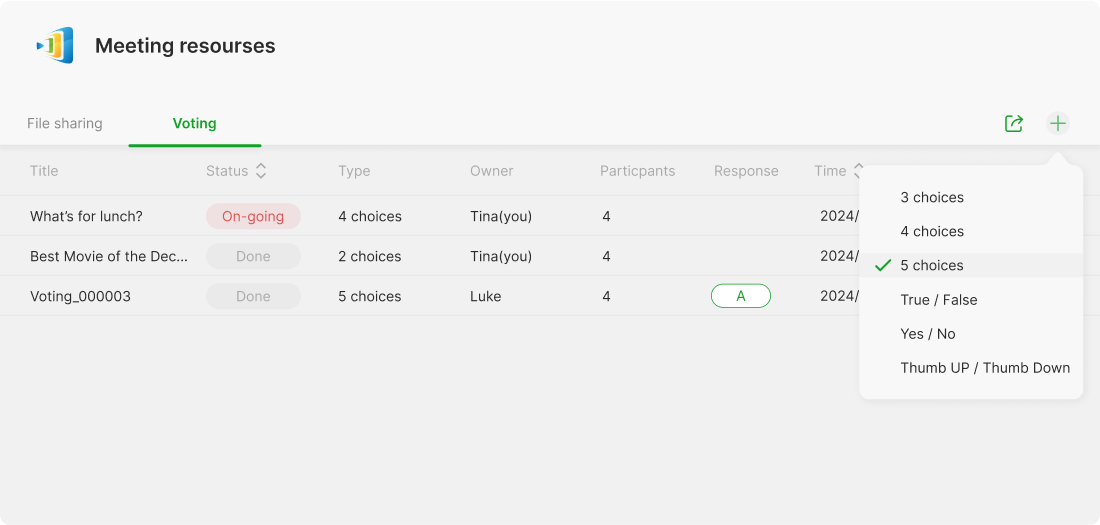 Meeting resourses
File sharing
Voting
Title
Status
Type
Owner
Particpants
Response
Time
What's for lunch?
On-going
4 choices
Tina(you)
4
2024/
Best Movie of the Dec...
Done
2 choices
Tina(you)
4
2024/
Voting_000003
Done
5 choices
Luke
4
A
2024/
3 choices
4 choices
5 choices
True / False
Yes / No
Thumb UP / Thumb Down